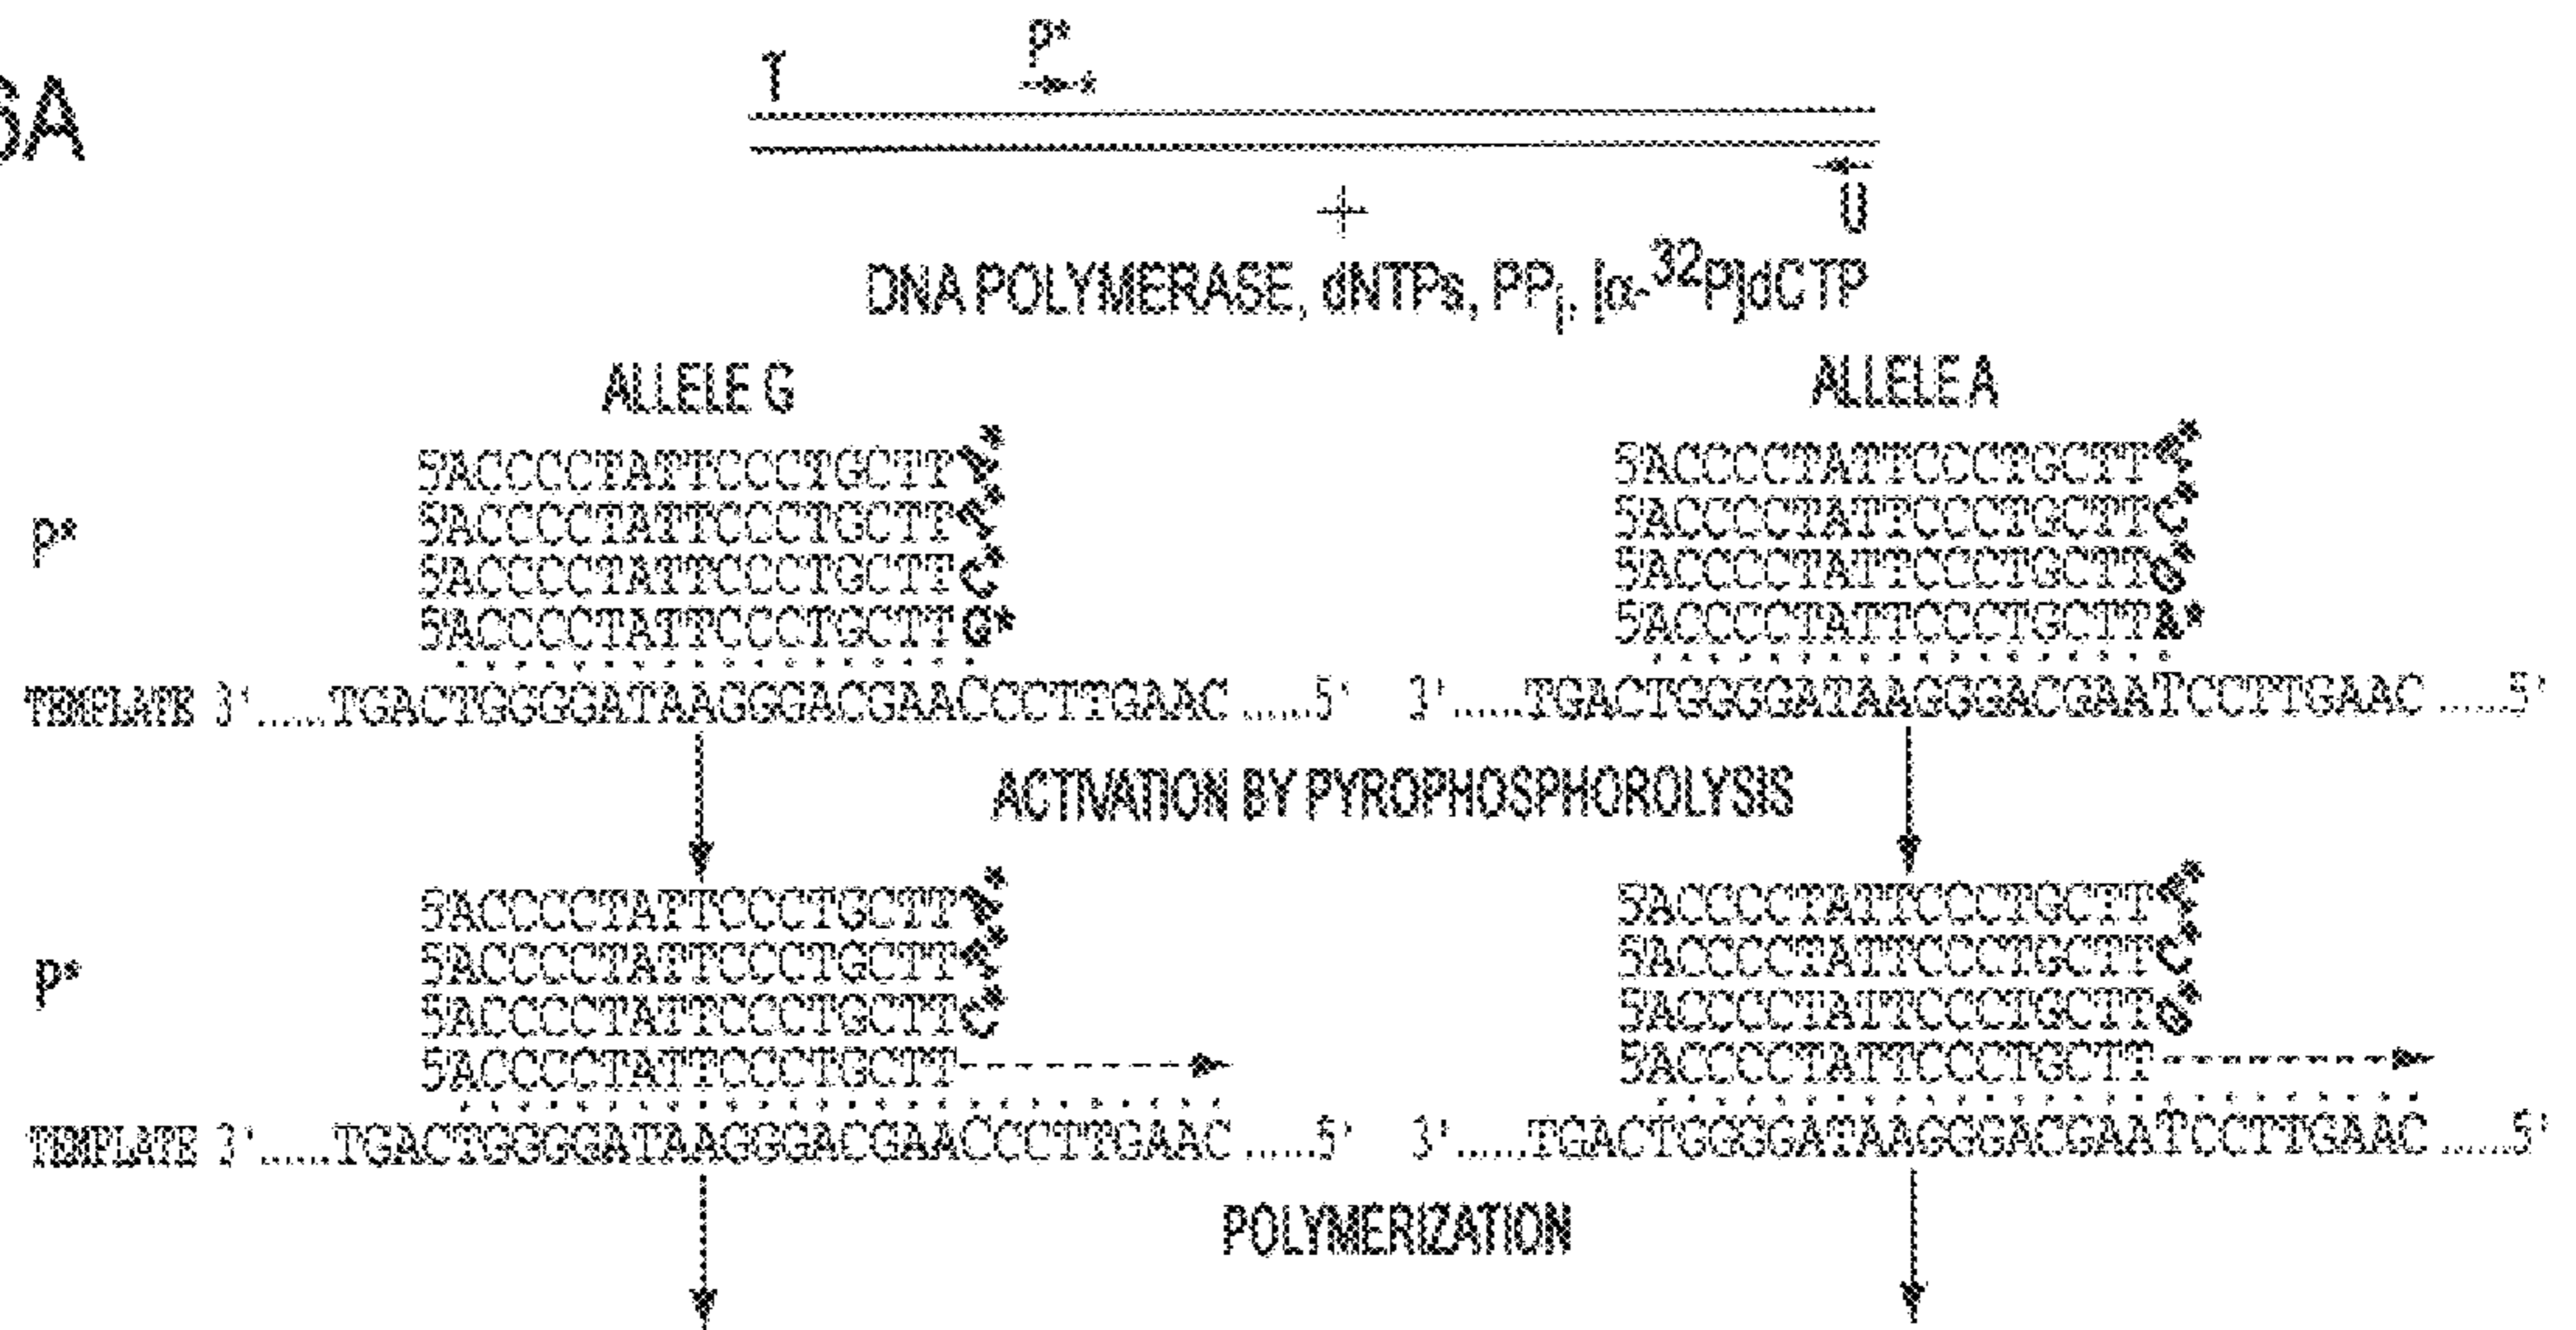 6A
T P*
U
+
DNA POLYMERASE, dNTPs, PPi, [α-32P]dCTP
ALLELE G ALLELE A
5'ACCCCTATTCCCTGCTTA* 5'ACCCCTATTCCCTGCTTT*
5'ACCCCTATTCCCTGCTTT* 5'ACCCCTATTCCCTGCTTC*
P*
5'ACCCCTATTCCCTGCTTC* 5'ACCCCTATTCCCTGCTTG*
5'ACCCCTATTCCCTGCTTG* 5'ACCCCTATTCCCTGCTTA*
TEMPLATE 3'......TGACTGGGGATAAGGGACGAACCCCTTGAAC......5' 3'......TGACTGGGGATAAGGGACGAATCCTTGAAC......5'
ACTIVATION BY PYROPHOSPHOROLYSIS
5'ACCCCTATTCCCTGCTTA* 5'ACCCCTATTCCCTGCTTT*
5'ACCCCTATTCCCTGCTTT* 5'ACCCCTATTCCCTGCTTC*
P*
5'ACCCCTATTCCCTGCTTC* 5'ACCCCTATTCCCTGCTTG*
5'ACCCCTATTCCCTGCTT 5'ACCCCTATTCCCTGCTT
TEMPLATE 3'......TGACTGGGGATAAGGGACGAACCCCTTGAAC......5' 3'......TGACTGGGGATAAGGGACGAATCCTTGAAC......5'
POLYMERIZATION